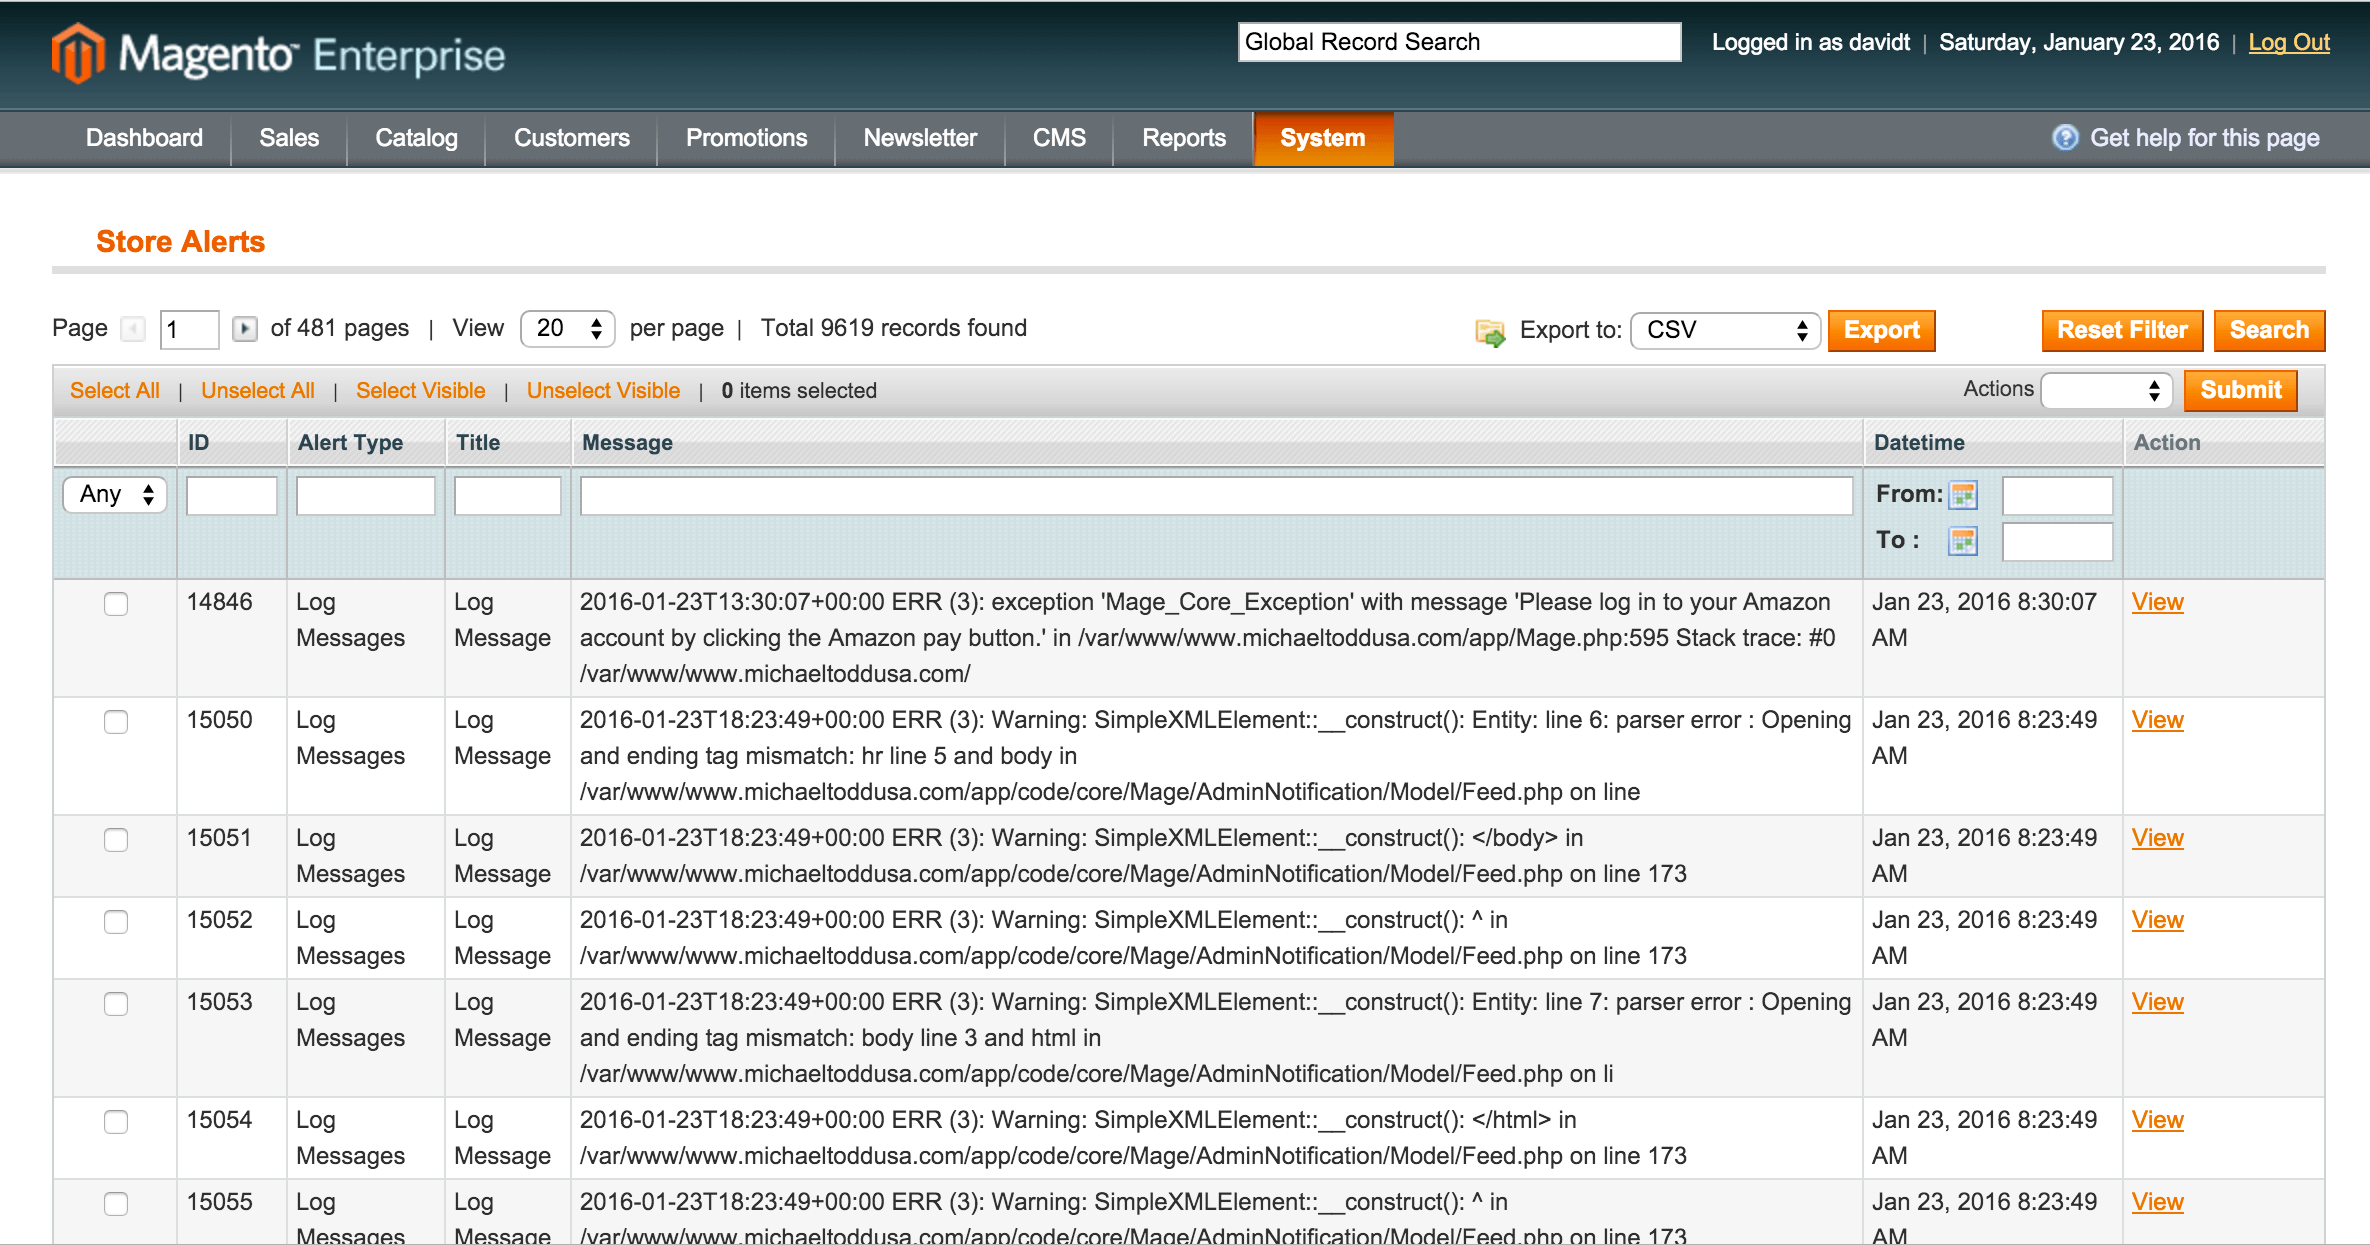 Magento™ Enterprise
Global Record Search
Logged in as davidt | Saturday, January 23, 2016 | Log Out
Dashboard Sales Catalog Customers Promotions Newsletter CMS Reports System
Get help for this page
Store Alerts
Page 1 of 481 pages | View 20 per page | Total 9619 records found
Export to: CSV Export Reset Filter Search
Select All | Unselect All | Select Visible | Unselect Visible | 0 items selected
Actions Submit
ID Alert Type Title Message Datetime Action
Any From:
To :
14846 Log Log 2016-01-23T13:30:07+00:00 ERR (3): exception 'Mage_Core_Exception' with message 'Please log in to your Amazon Jan 23, 2016 8:30:07 View
Messages Message account by clicking the Amazon pay button.' in /var/www/www.michaeltoddusa.com/app/Mage.php:595 Stack trace: #0 AM
/var/www/www.michaeltoddusa.com/
15050 Log Log 2016-01-23T18:23:49+00:00 ERR (3): Warning: SimpleXMLElement::__construct(): Entity: line 6: parser error : Opening Jan 23, 2016 8:23:49 View
Messages Message and ending tag mismatch: hr line 5 and body in AM
/var/www/www.michaeltoddusa.com/app/code/core/Mage/AdminNotification/Model/Feed.php on line
15051 Log Log 2016-01-23T18:23:49+00:00 ERR (3): Warning: SimpleXMLElement::__construct(): </body> in Jan 23, 2016 8:23:49 View
Messages Message /var/www/www.michaeltoddusa.com/app/code/core/Mage/AdminNotification/Model/Feed.php on line 173 AM
15052 Log Log 2016-01-23T18:23:49+00:00 ERR (3): Warning: SimpleXMLElement::__construct(): ^ in Jan 23, 2016 8:23:49 View
Messages Message /var/www/www.michaeltoddusa.com/app/code/core/Mage/AdminNotification/Model/Feed.php on line 173 AM
15053 Log Log 2016-01-23T18:23:49+00:00 ERR (3): Warning: SimpleXMLElement::__construct(): Entity: line 7: parser error : Opening Jan 23, 2016 8:23:49 View
Messages Message and ending tag mismatch: body line 3 and html in AM
/var/www/www.michaeltoddusa.com/app/code/core/Mage/AdminNotification/Model/Feed.php on li
15054 Log Log 2016-01-23T18:23:49+00:00 ERR (3): Warning: SimpleXMLElement::__construct(): </html> in Jan 23, 2016 8:23:49 View
Messages Message /var/www/www.michaeltoddusa.com/app/code/core/Mage/AdminNotification/Model/Feed.php on line 173 AM
15055 Log Log 2016-01-23T18:23:49+00:00 ERR (3): Warning: SimpleXMLElement::__construct(): ^ in Jan 23, 2016 8:23:49 View
Messages Message /var/www/www.michaeltoddusa.com/app/code/core/Mage/AdminNotification/Model/Feed.php on line 173 AM